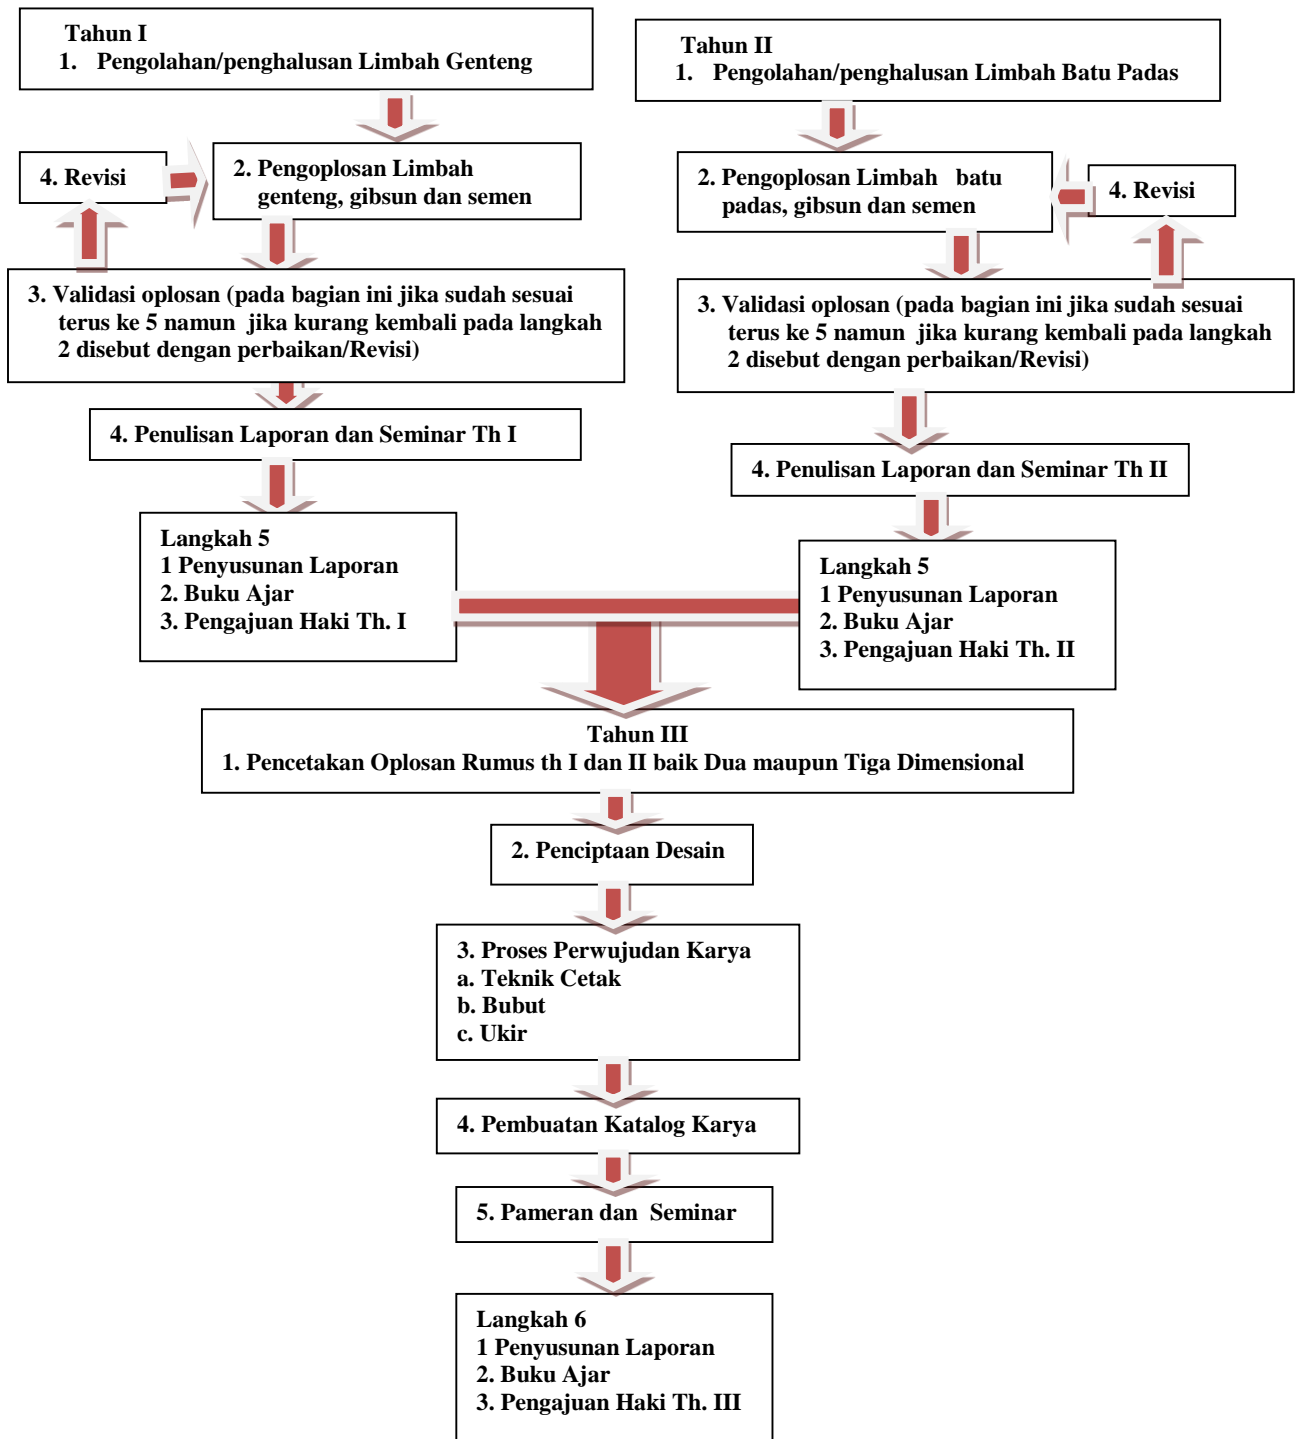 Tahun I
1. Pengolahan/penghalusan Limbah Genteng
4. Revisi
2. Pengoplosan Limbah
genteng, gibsun dan semen
3. Validasi oplosan (pada bagian ini jika sudah sesuai
terus ke 5 namun jika kurang kembali pada langkah
2 disebut dengan perbaikan/Revisi)
4. Penulisan Laporan dan Seminar Th I
Langkah 5
1 Penyusunan Laporan
2. Buku Ajar
3. Pengajuan Haki Th. I
Tahun II
1. Pengolahan/penghalusan Limbah Batu Padas
2. Pengoplosan Limbah batu
padas, gibsun dan semen
4. Revisi
3. Validasi oplosan (pada bagian ini jika sudah sesuai
terus ke 5 namun jika kurang kembali pada langkah
2 disebut dengan perbaikan/Revisi)
4. Penulisan Laporan dan Seminar Th II
Langkah 5
1 Penyusunan Laporan
2. Buku Ajar
3. Pengajuan Haki Th. II
Tahun III
1. Pencetakan Oplosan Rumus th I dan II baik Dua maupun Tiga Dimensional
2. Penciptaan Desain
3. Proses Perwujudan Karya
a. Teknik Cetak
b. Bubut
c. Ukir
4. Pembuatan Katalog Karya
5. Pameran dan Seminar
Langkah 6
1 Penyusunan Laporan
2. Buku Ajar
3. Pengajuan Haki Th. III